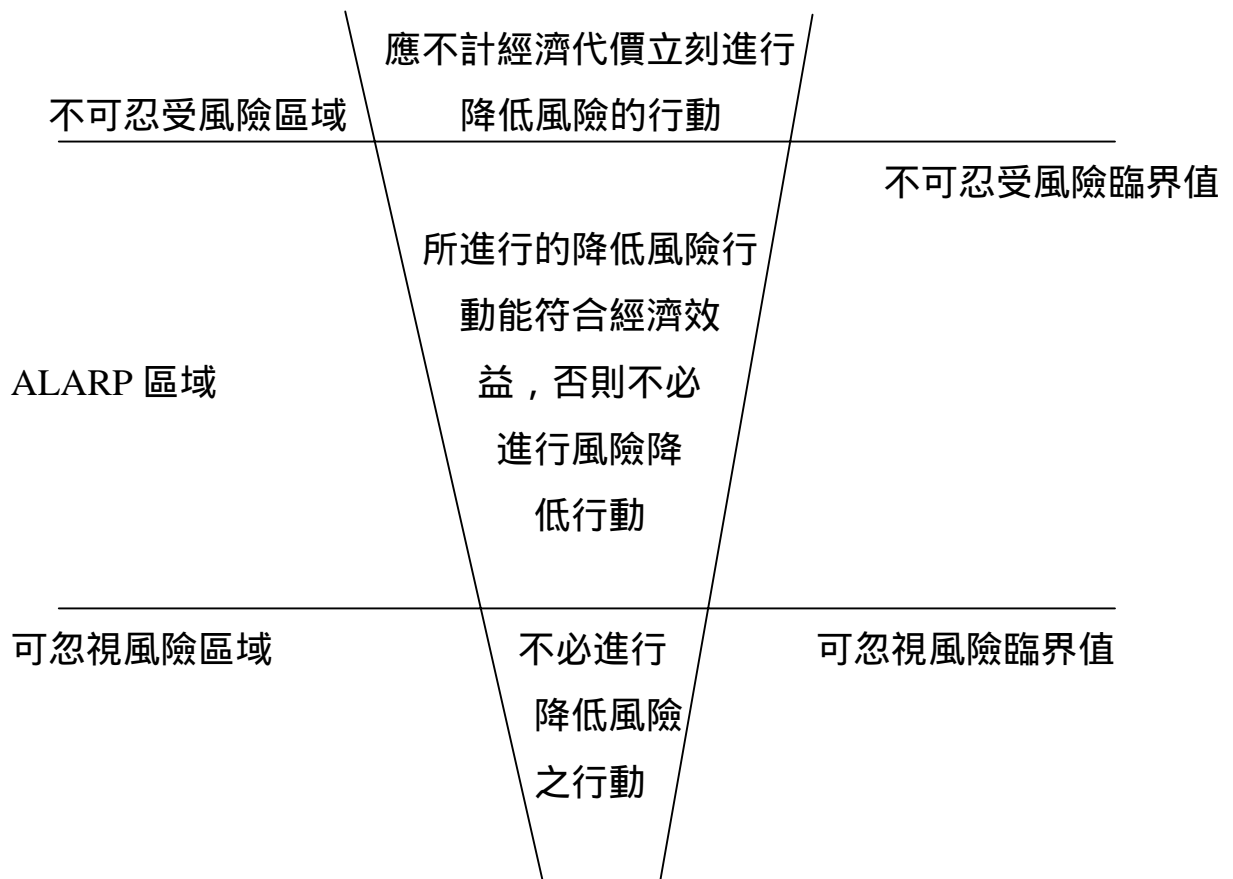 應不計經濟代價立刻進行
不可忍受風險區域 降低風險的行動
不可忍受風險臨界值
所進行的降低風險行
動能符合經濟效
ALARP 區域 益，否則不必
進行風險降
低行動
可忽視風險區域 不必進行 可忽視風險臨界值
降低風險
之行動